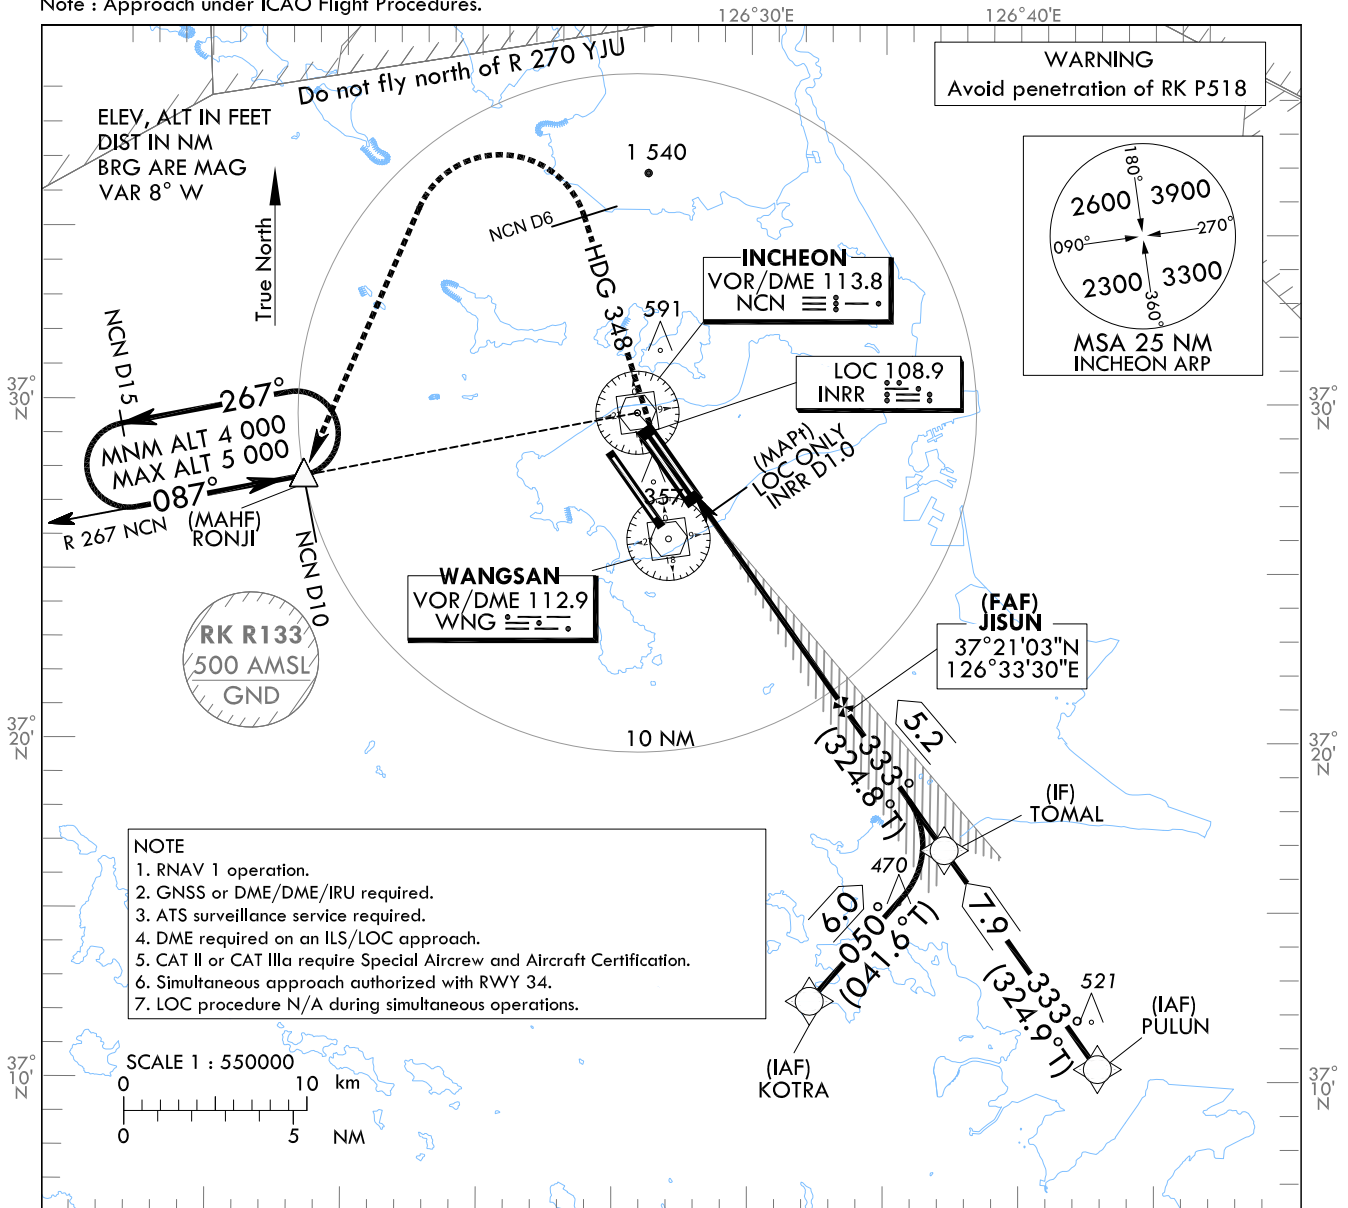 Note : Approach under ICAO Flight Procedures.
126°30'E
126°40'E
Do not fly north of R 270 YJU
WARNING
Avoid penetration of RK P518
ELEV, ALT IN FEET
DIST IN NM
BRG ARE MAG
VAR 8° W
True North
1 540
NCN D6
HDG 348
180°
2600
3900
090°
270°
2300
3300
360°
MSA 25 NM
INCHEON ARP
INCHEON
VOR/DME 113.8
NCN
591
LOC 108.9
INRR
NCN D15
37°
30'
N
37°
30'
N
267°
MNM ALT 4 000
MAX ALT 5 000
087°
R 267 NCN
(MAHF)
RONJI
NCN D10
(MAPt)
LOC ONLY
INRR D1.0
357
WANGSAN
VOR/DME 112.9
WNG
18
RK R133
500 AMSL
GND
(FAF)
JISUN
37°21'03"N
126°33'30"E
37°
20'
N
37°
20'
N
10 NM
5.2
333°
(324.8°T)
(IF)
TOMAL
470
6.0
050°
(041.6°T)
7.9
333°
(324.9°T)
521
(IAF)
PULUN
(IAF)
KOTRA
NOTE
1. RNAV 1 operation.
2. GNSS or DME/DME/IRU required.
3. ATS surveillance service required.
4. DME required on an ILS/LOC approach.
5. CAT II or CAT IIIa require Special Aircrew and Aircraft Certification.
6. Simultaneous approach authorized with RWY 34.
7. LOC procedure N/A during simultaneous operations.
37°
10'
N
37°
10'
N
SCALE 1 : 550000
0 10 km
0 5 NM